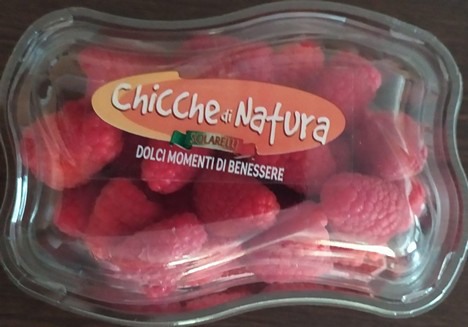 Chicche di Natura
SOLARELLI
DOLCI MOMENTI DI BENESSERE